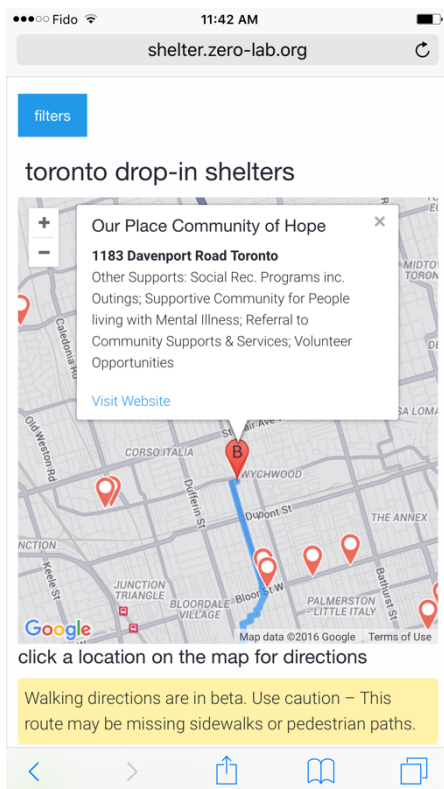 Fido
11:42 AM
shelter.zero-lab.org
filters
toronto drop-in shelters
+
−
Our Place Community of Hope
×
1183 Davenport Road Toronto
Other Supports: Social Rec. Programs inc.
Outings; Supportive Community for People
living with Mental Illness; Referral to
Community Supports & Services; Volunteer
Opportunities
Visit Website
MIDTO
TORON
Caledonia
SA LOMA
Old Weston Rd
CORSO ITALIA
B
WYCHWOOD
Dufferin St
Dupont St
THE ANNEX
NCTION
Keele St
JUNCTION
TRIANGLE
BLOORDALE
VILLAGE
Bloor St W
Bathurst St
PALMERSTON
- LITTLE ITALY
Google
Map data ©2016 Google
Terms of Use
click a location on the map for directions
Walking directions are in beta. Use caution – This
route may be missing sidewalks or pedestrian paths.